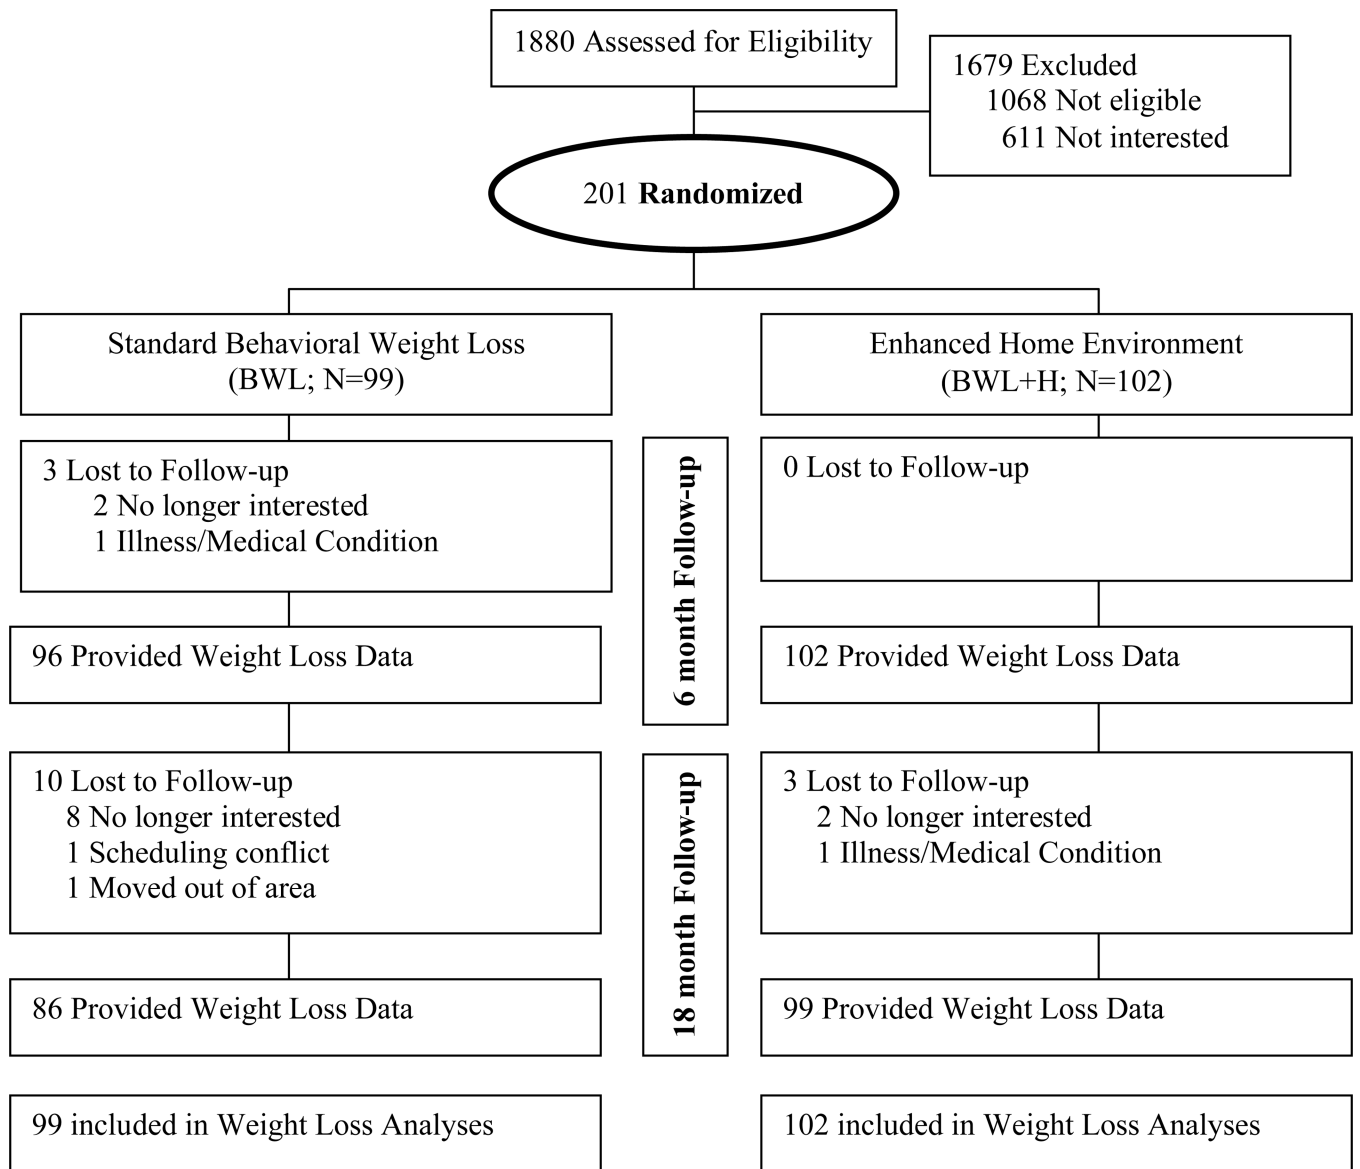 1880 Assessed for Eligibility
1679 Excluded
1068 Not eligible
611 Not interested
201 Randomized
Standard Behavioral Weight Loss
(BWL; N=99)
Enhanced Home Environment
(BWL+H; N=102)
3 Lost to Follow-up
2 No longer interested
1 Illness/Medical Condition
6 month Follow-up
0 Lost to Follow-up
96 Provided Weight Loss Data
102 Provided Weight Loss Data
10 Lost to Follow-up
8 No longer interested
1 Scheduling conflict
1 Moved out of area
18 month Follow-up
3 Lost to Follow-up
2 No longer interested
1 Illness/Medical Condition
86 Provided Weight Loss Data
99 Provided Weight Loss Data
99 included in Weight Loss Analyses
102 included in Weight Loss Analyses